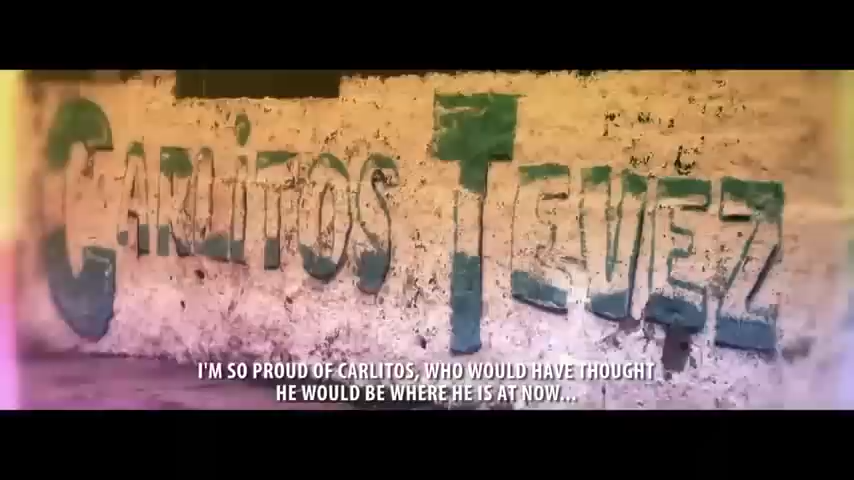 CARLiTOS TEVEZ
I'M SO PROUD OF CARLITOS, WHO WOULD HAVE THOUGHT
HE WOULD BE WHERE HE IS AT NOW...